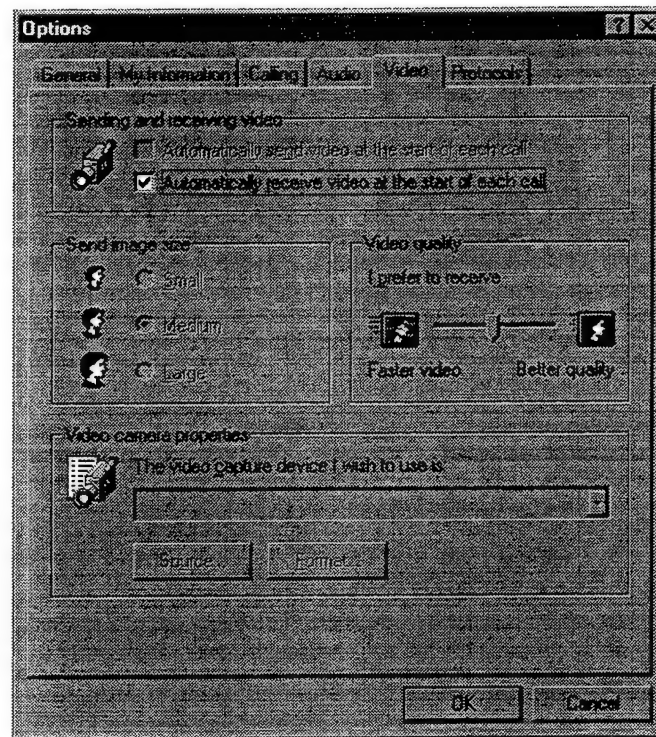 Options
General My Information Calling Audio Video Protocols
Sending and receiving video
Automatically send video at the start of each call
Automatically receive video at the start of each call
Send image size
Small
Medium
Large
Video quality
I prefer to receive
Faster video Better quality
Video camera properties
The video capture device I wish to use is
Source...
Format...
OK Cancel